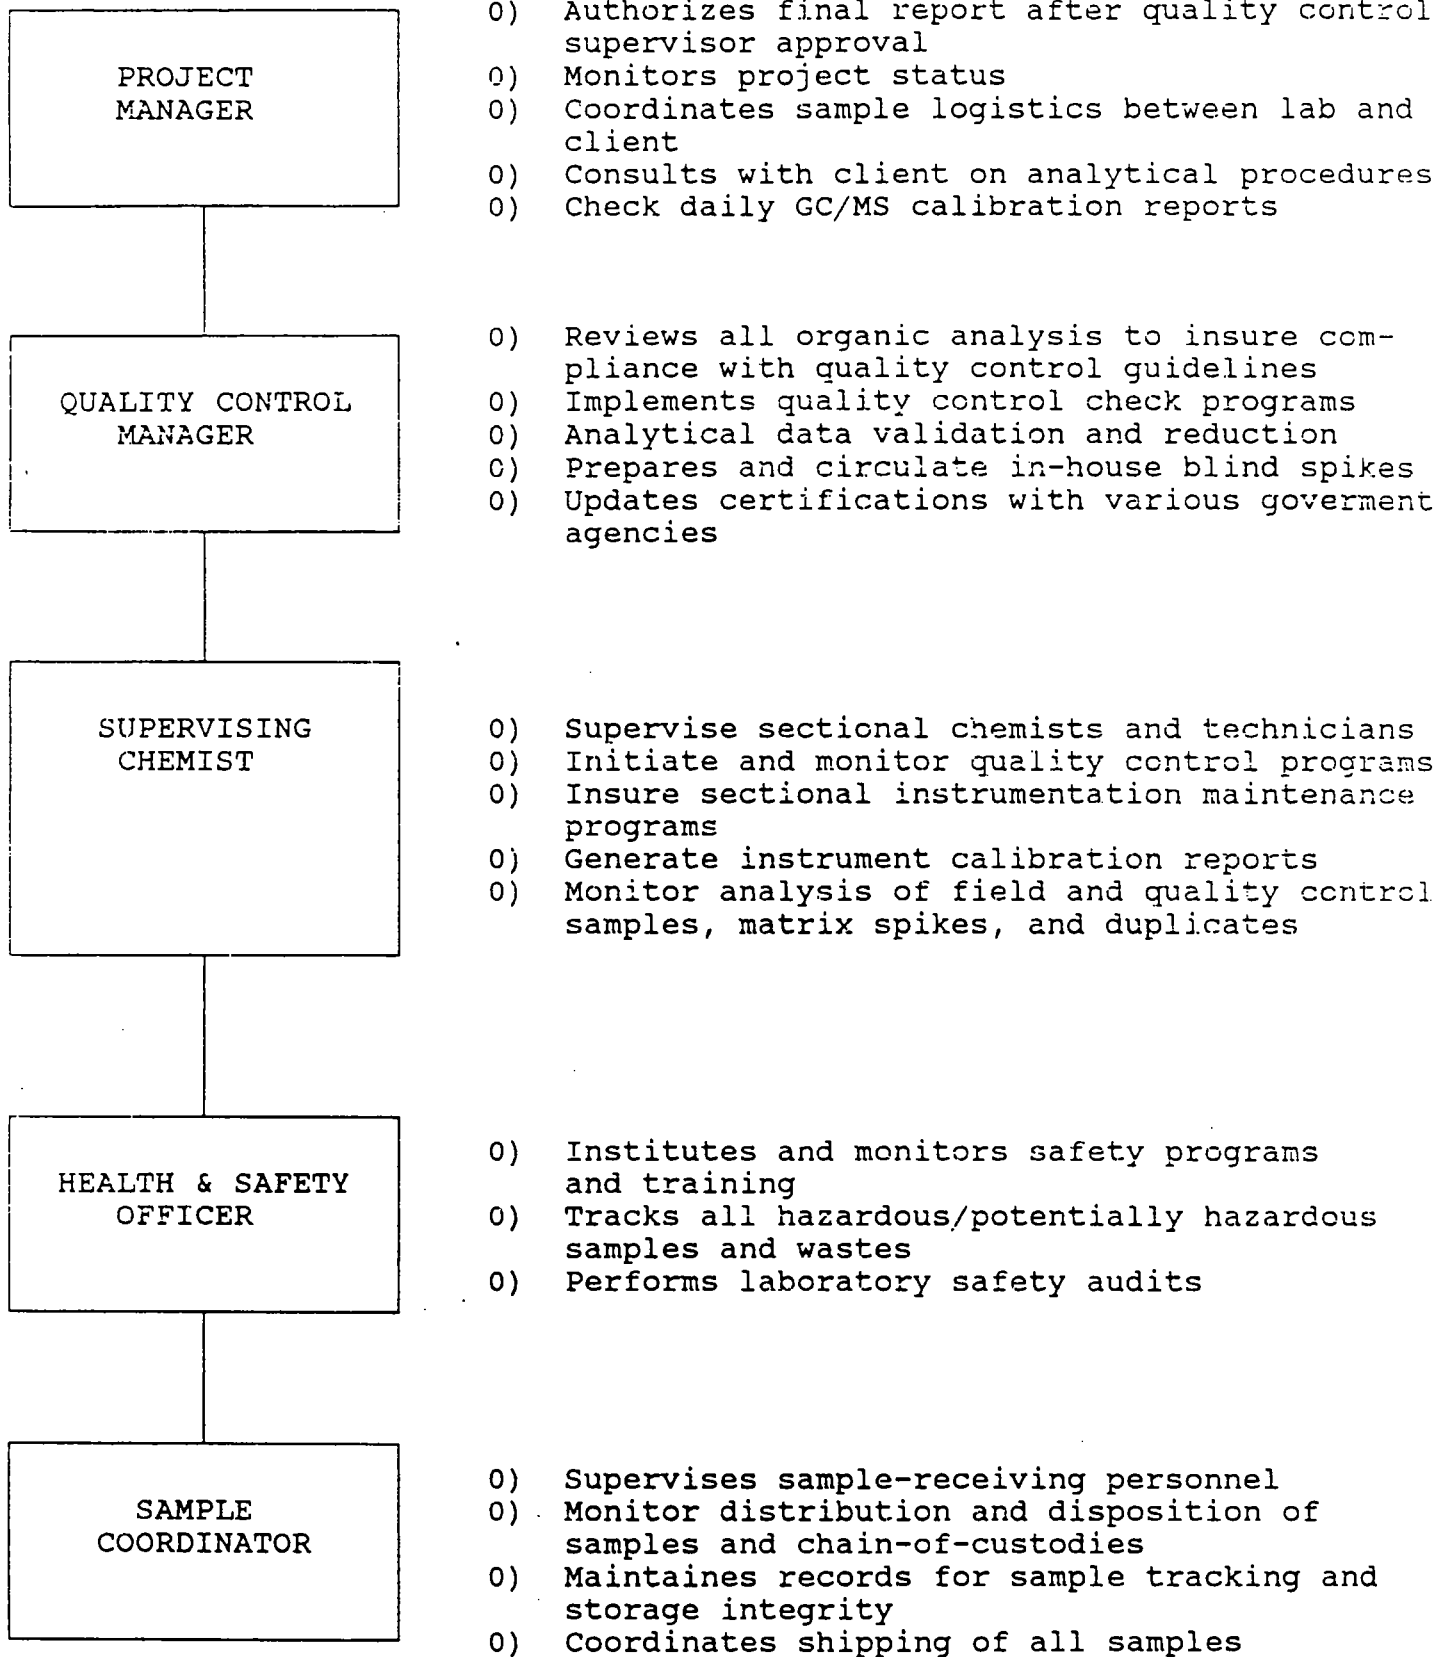 PROJECT
MANAGER
0) Authorizes final report after quality control
supervisor approval
0) Monitors project status
0) Coordinates sample logistics between lab and
client
0) Consults with client on analytical procedures
0) Check daily GC/MS calibration reports
QUALITY CONTROL
MANAGER
0) Reviews all organic analysis to insure com-
pliance with quality control guidelines
0) Implements quality control check programs
0) Analytical data validation and reduction
0) Prepares and circulate in-house blind spikes
0) Updates certifications with various goverment
agencies
SUPERVISING
CHEMIST
0) Supervise sectional chemists and technicians
0) Initiate and monitor quality control programs
0) Insure sectional instrumentation maintenance
programs
0) Generate instrument calibration reports
0) Monitor analysis of field and quality control
samples, matrix spikes, and duplicates
HEALTH & SAFETY
OFFICER
0) Institutes and monitors safety programs
and training
0) Tracks all hazardous/potentially hazardous
samples and wastes
0) Performs laboratory safety audits
SAMPLE
COORDINATOR
0) Supervises sample-receiving personnel
0) Monitor distribution and disposition of
samples and chain-of-custodies
0) Maintaines records for sample tracking and
storage integrity
0) Coordinates shipping of all samples